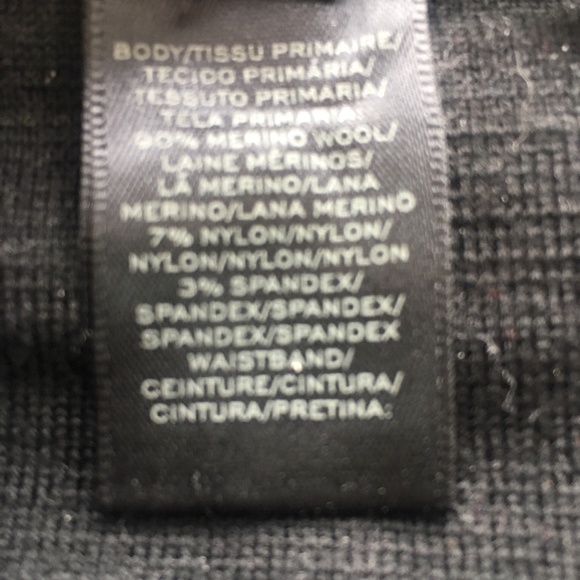 BODY/TISSU PRIMAIRE/
TECIDO PRIMÁRIA/
TESSUTO PRIMARIA/
TELA PRIMARIA
90% MERINO WOOL/
LAINE MÉRINOS/
LÃ MERINO/LANA
MERINO/LANA MERINO
7% NYLON/NYLON/
NYLON/NYLON/NYLON
3% SPANDEX/
SPANDEX/SPANDEX/
SPANDEX/SPANDEX
WAISTBAND/
CEINTURE/CINTURA/
CINTURA/PRETINA: